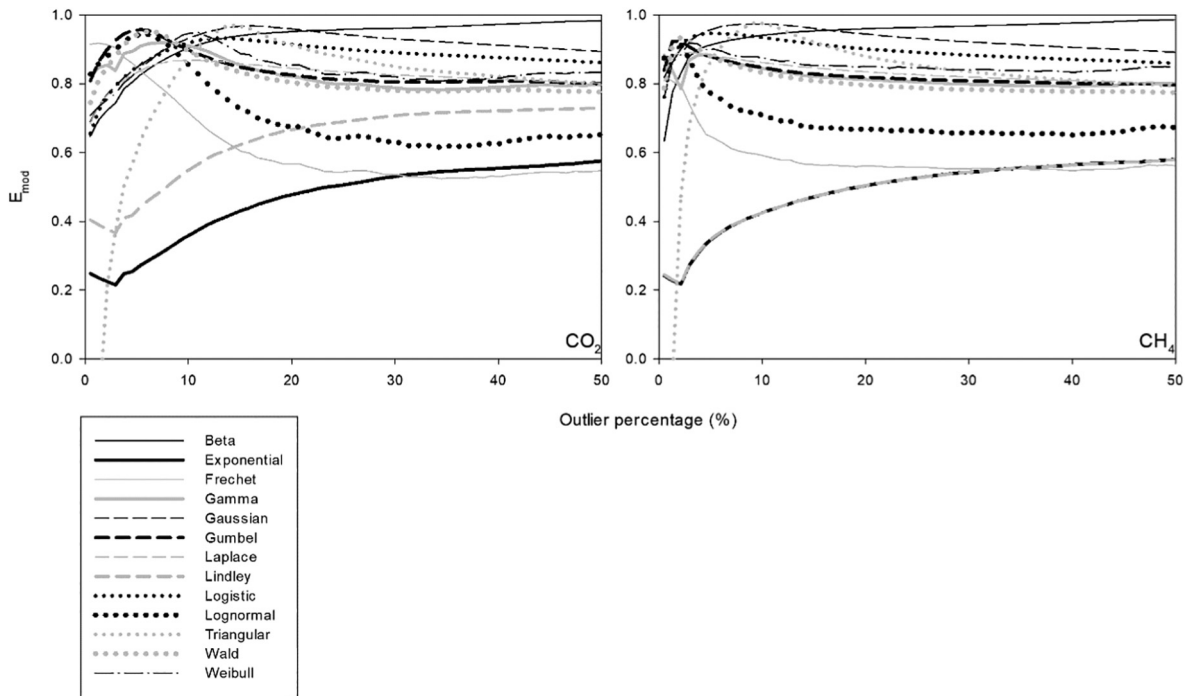 1.0
0.8
0.6
0.4
0.2
0.0
E_mod
0 10 20 30 40 50
CO₂
1.0
0.8
0.6
0.4
0.2
0.0
0 10 20 30 40 50
CH₄
Outlier percentage (%)
Beta
Exponential
Frechet
Gamma
Gaussian
Gumbel
Laplace
Lindley
Logistic
Lognormal
Triangular
Wald
Weibull